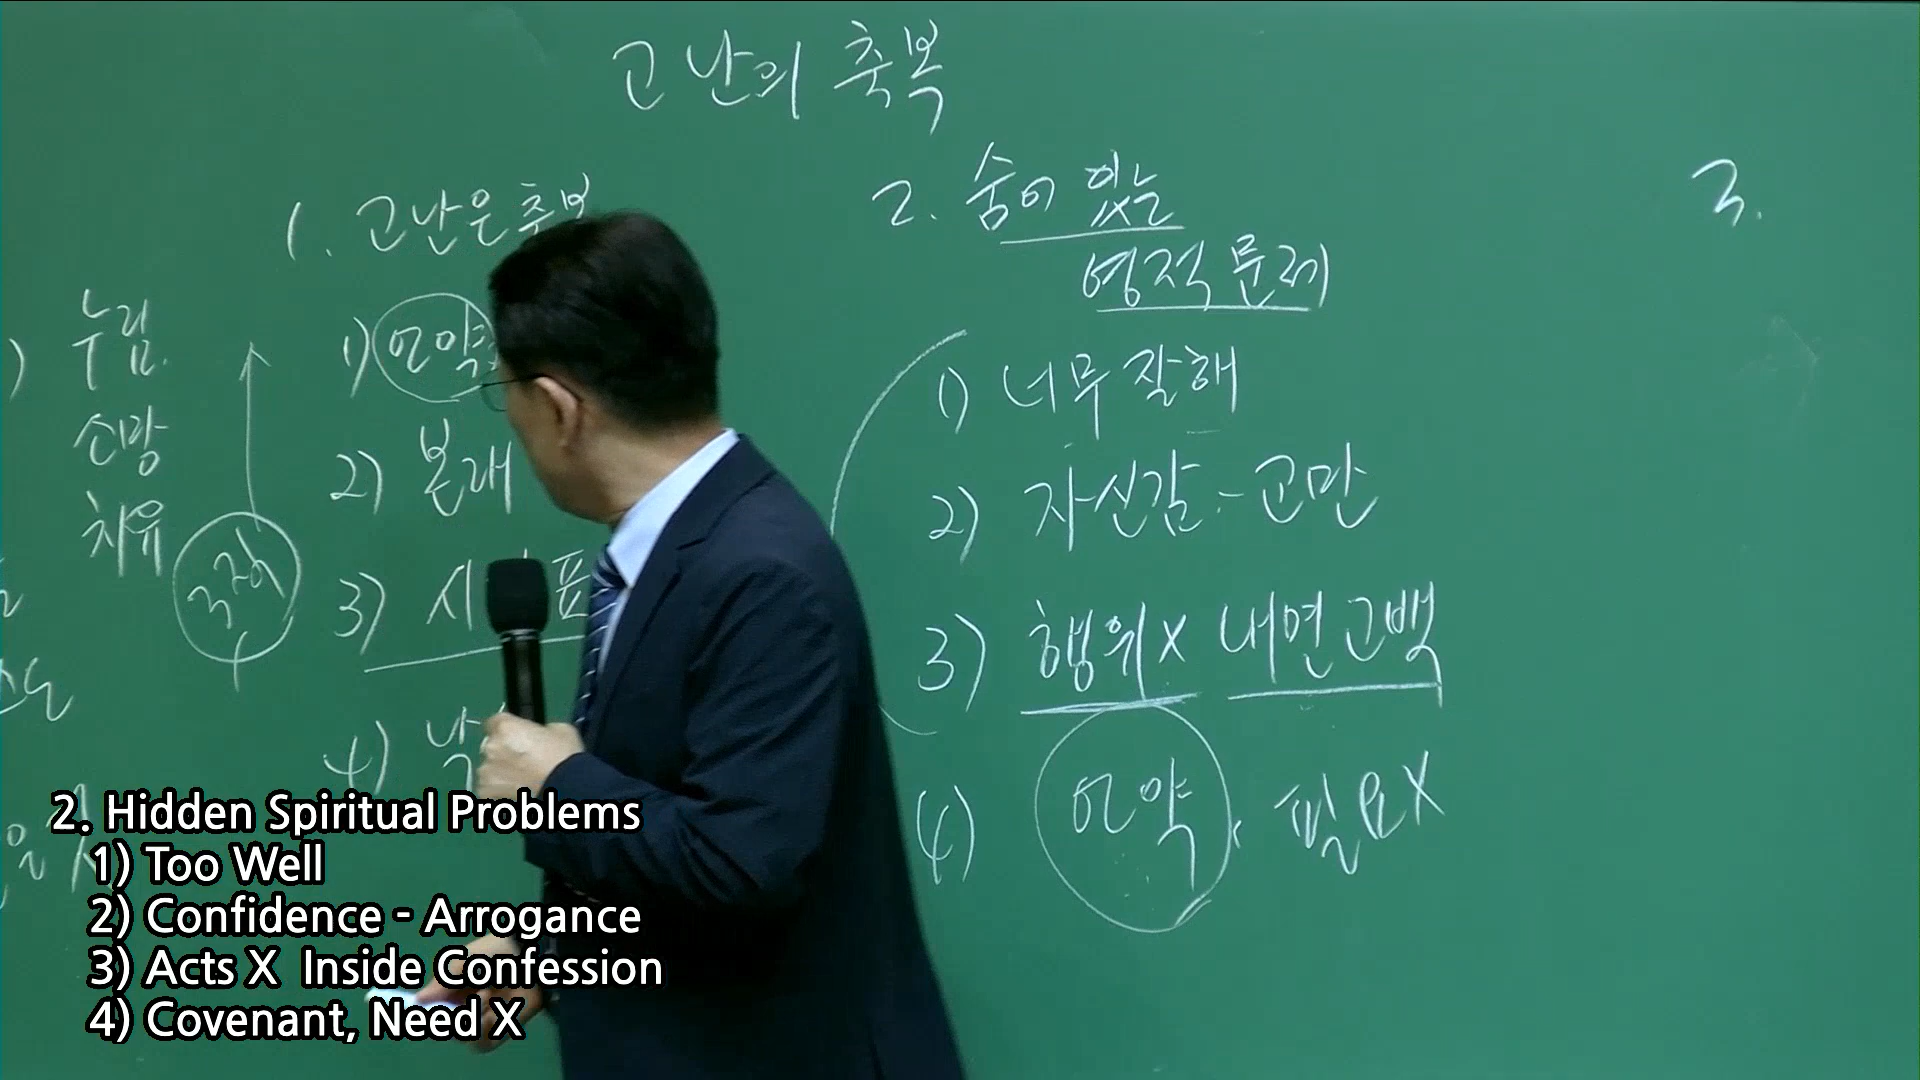 고난의 축복
누림
소망
치유
3장
1. 고난은 축복
1) 언약
2) 본래
3)
4)
2. 숨어 있는
영적 문제
1) 너무 잘해
2) 자신감 - 교만
3) 행위 X 내면 고백
4) 언약, 필요 X
3.
2. Hidden Spiritual Problems
1) Too Well
2) Confidence - Arrogance
3) Acts X Inside Confession
4) Covenant, Need X